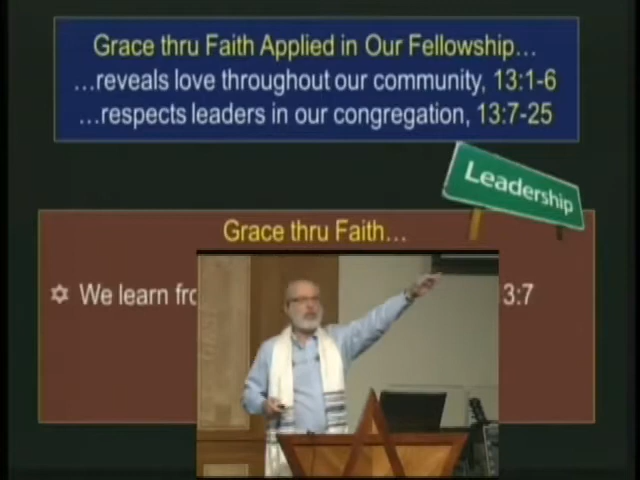 Grace thru Faith Applied in Our Fellowship…
…reveals love throughout our community, 13:1-6
…respects leaders in our congregation, 13:7-25
Leadership
Grace thru Faith…
✡ We learn fro 3:7